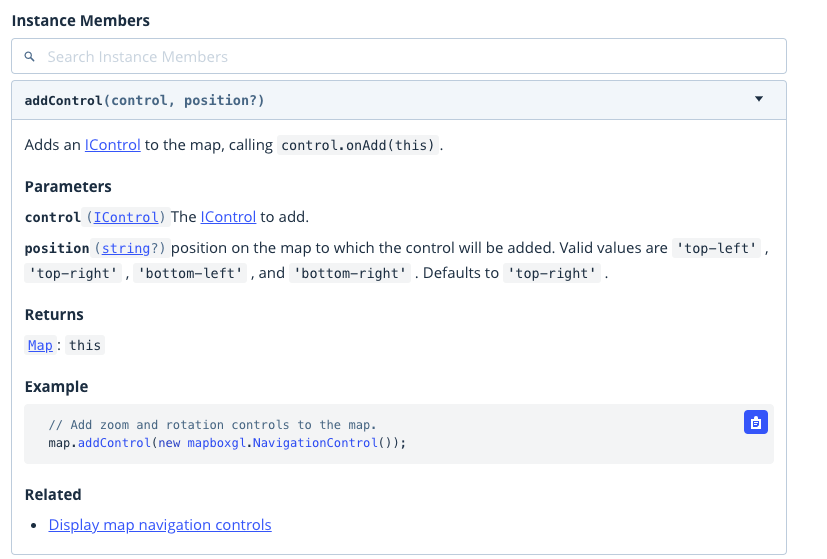 Instance Members
Search Instance Members
addControl(control, position?)
Adds an IControl to the map, calling control.onAdd(this) .
Parameters
control (IControl) The IControl to add.
position (string?) position on the map to which the control will be added. Valid values are 'top-left' ,
'top-right' , 'bottom-left' , and 'bottom-right' . Defaults to 'top-right' .
Returns
Map : this
Example
// Add zoom and rotation controls to the map.
map.addControl(new mapboxgl.NavigationControl());
Related
• Display map navigation controls